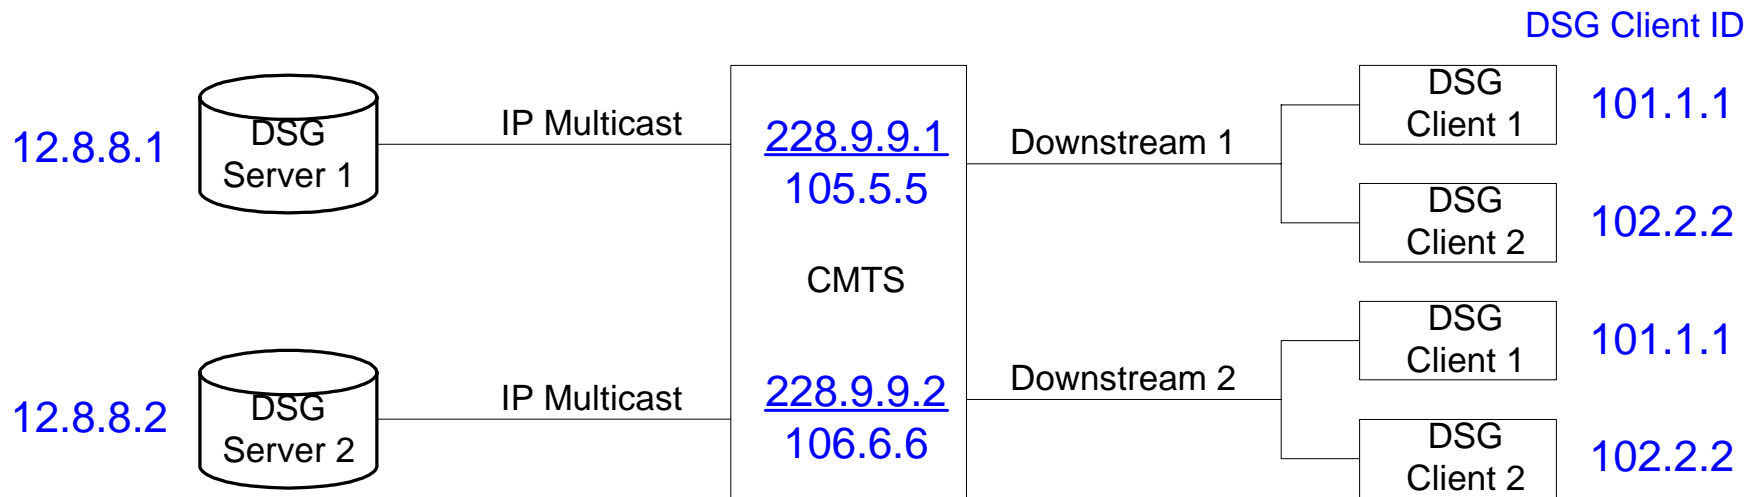 DSG Client ID
12.8.8.1
DSG
Server 1
IP Multicast
228.9.9.1
105.5.5
Downstream 1
DSG
Client 1
101.1.1
DSG
Client 2
102.2.2
CMTS
12.8.8.2
DSG
Server 2
IP Multicast
228.9.9.2
106.6.6
Downstream 2
DSG
Client 1
101.1.1
DSG
Client 2
102.2.2